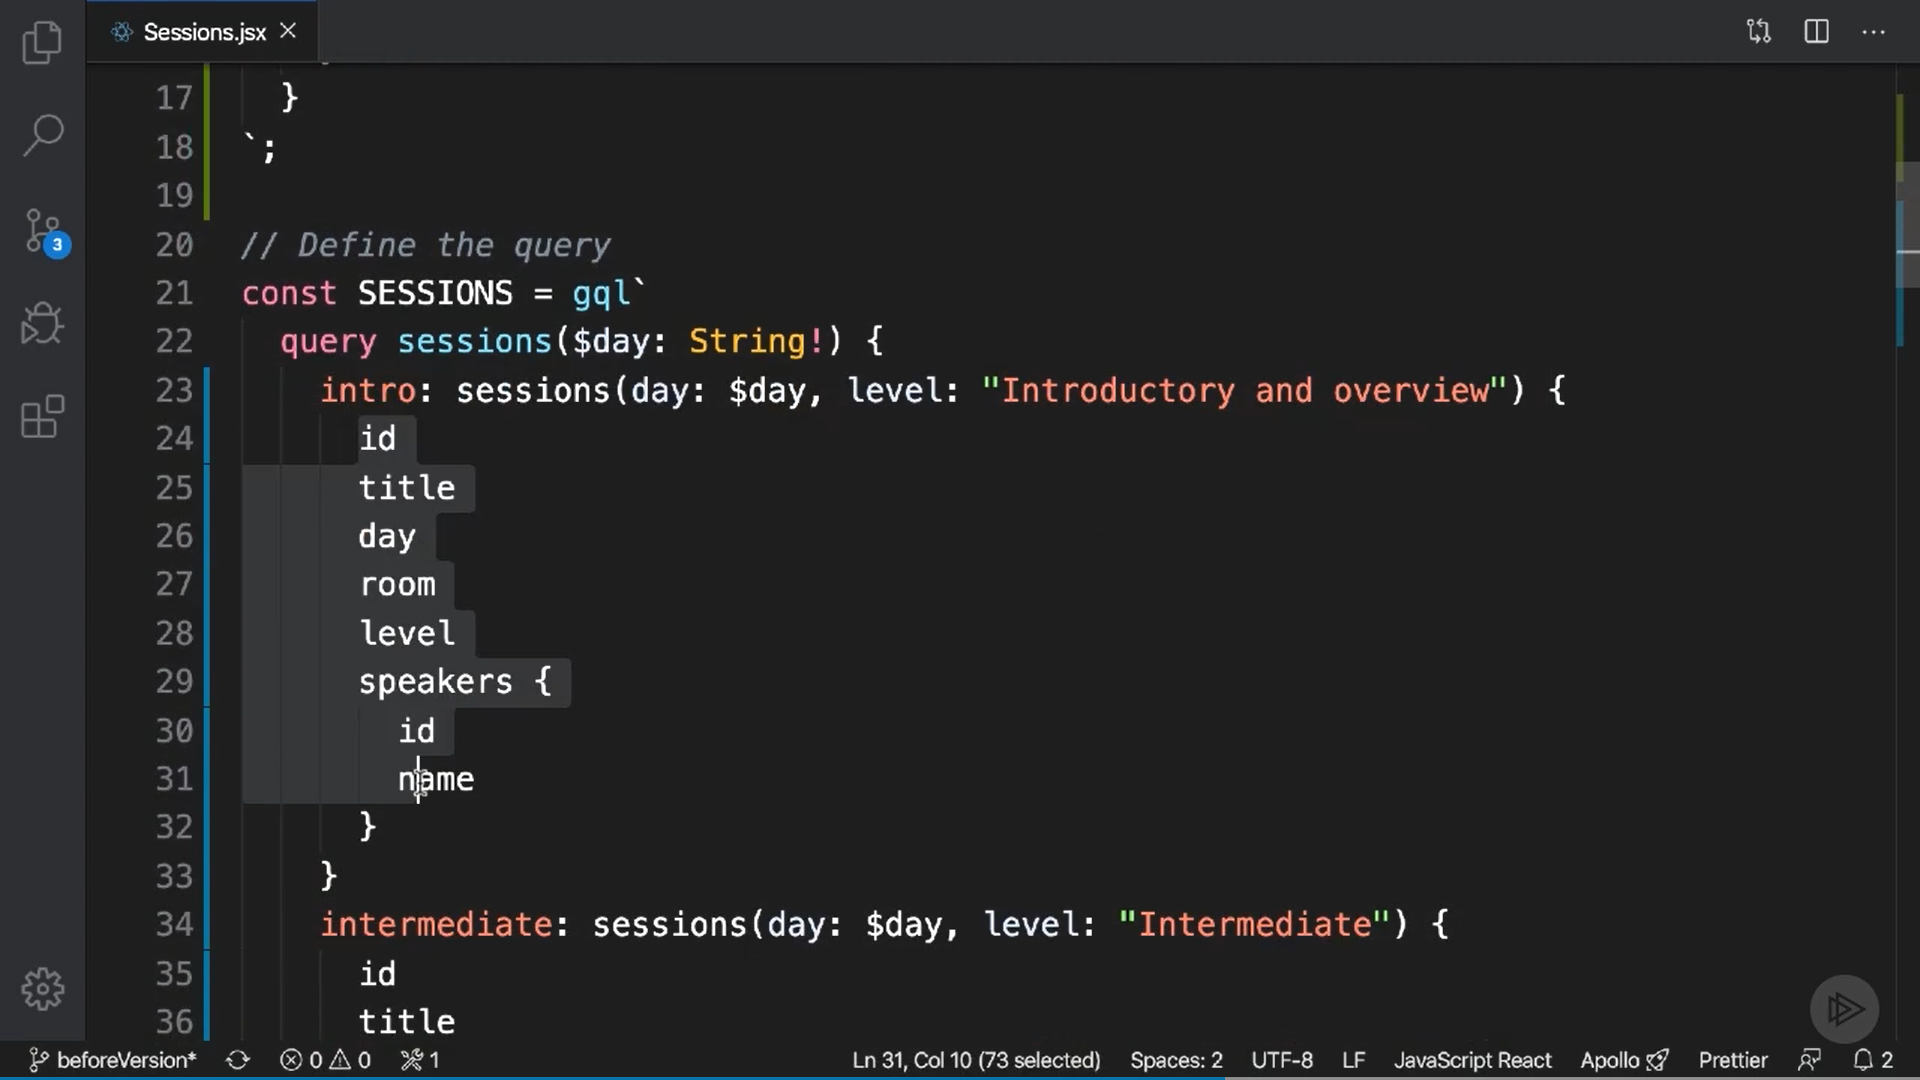 Sessions.jsx
17 }
18 `;
19
20 // Define the query
21 const SESSIONS = gql`
22 query sessions($day: String!) {
23 intro: sessions(day: $day, level: "Introductory and overview") {
24 id
25 title
26 day
27 room
28 level
29 speakers {
30 id
31 name
32 }
33 }
34 intermediate: sessions(day: $day, level: "Intermediate") {
35 id
36 title
3
beforeVersion* 0 0 1 Ln 31, Col 10 (73 selected) Spaces: 2 UTF-8 LF JavaScript React Apollo Prettier 2